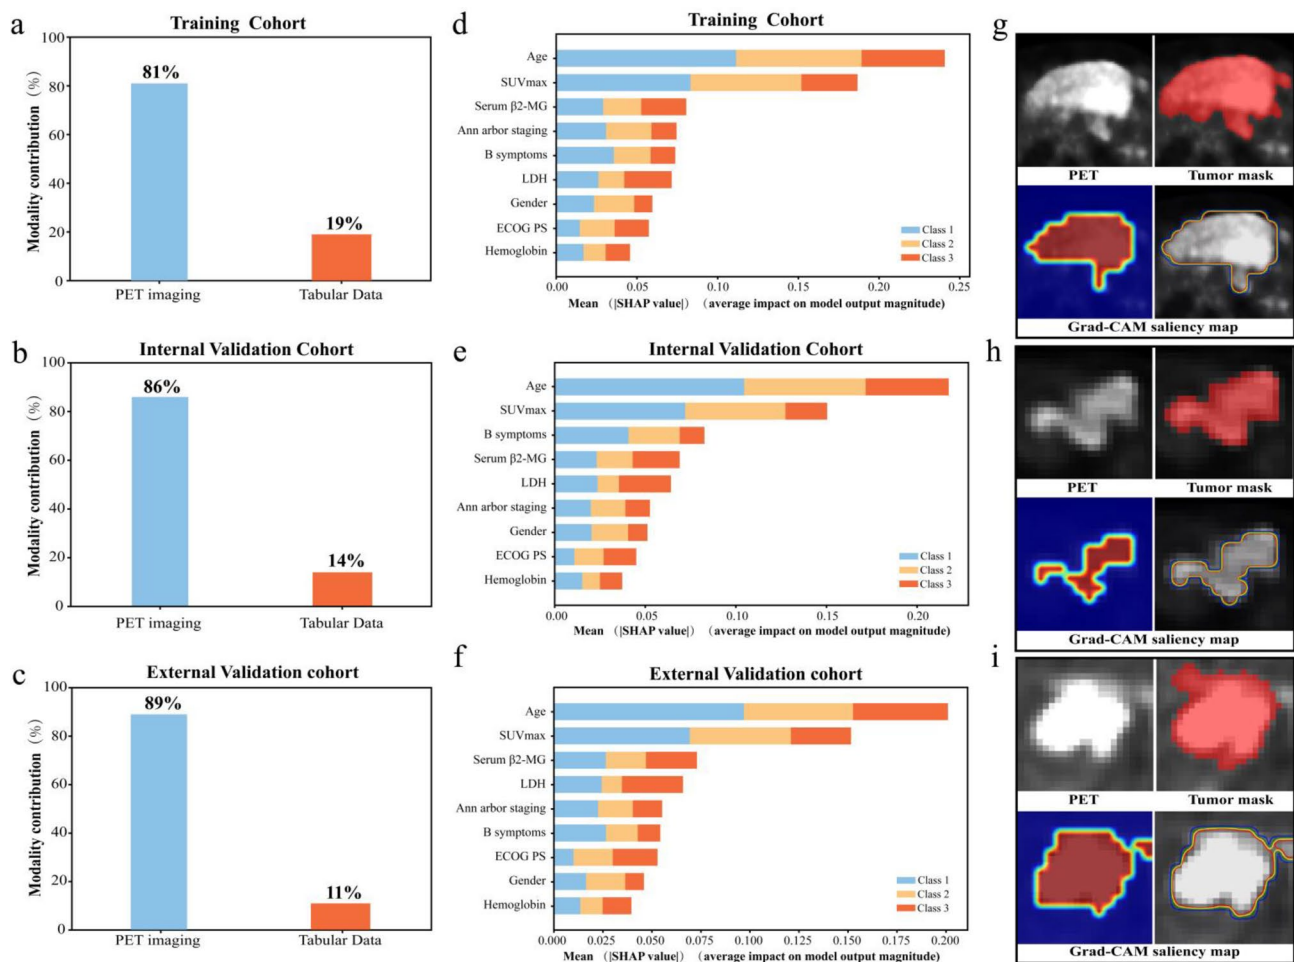 a
Training Cohort
Modality contribution (%)
100
80
60
40
20
0
81%
19%
PET imaging
Tabular Data
d
Training Cohort
Age
SUVmax
Serum β2-MG
Ann arbor staging
B symptoms
LDH
Gender
ECOG PS
Hemoglobin
Class 1
Class 2
Class 3
0.00 0.05 0.10 0.15 0.20 0.25
Mean (|SHAP value|) (average impact on model output magnitude)
g
PET
Tumor mask
Grad-CAM saliency map
b
Internal Validation Cohort
Modality contribution (%)
100
80
60
40
20
0
86%
14%
PET imaging
Tabular Data
e
Internal Validation Cohort
Age
SUVmax
B symptoms
Serum β2-MG
LDH
Ann arbor staging
Gender
ECOG PS
Hemoglobin
Class 1
Class 2
Class 3
0.00 0.05 0.10 0.15 0.20
Mean (|SHAP value|) (average impact on model output magnitude)
h
PET
Tumor mask
Grad-CAM saliency map
c
External Validation cohort
Modality contribution (%)
100
80
60
40
20
0
89%
11%
PET imaging
Tabular Data
f
External Validation cohort
Age
SUVmax
Serum β2-MG
LDH
Ann arbor staging
B symptoms
ECOG PS
Gender
Hemoglobin
Class 1
Class 2
Class 3
0.000 0.025 0.050 0.075 0.100 0.125 0.150 0.175 0.200
Mean (|SHAP value|) (average impact on model output magnitude)
i
PET
Tumor mask
Grad-CAM saliency map